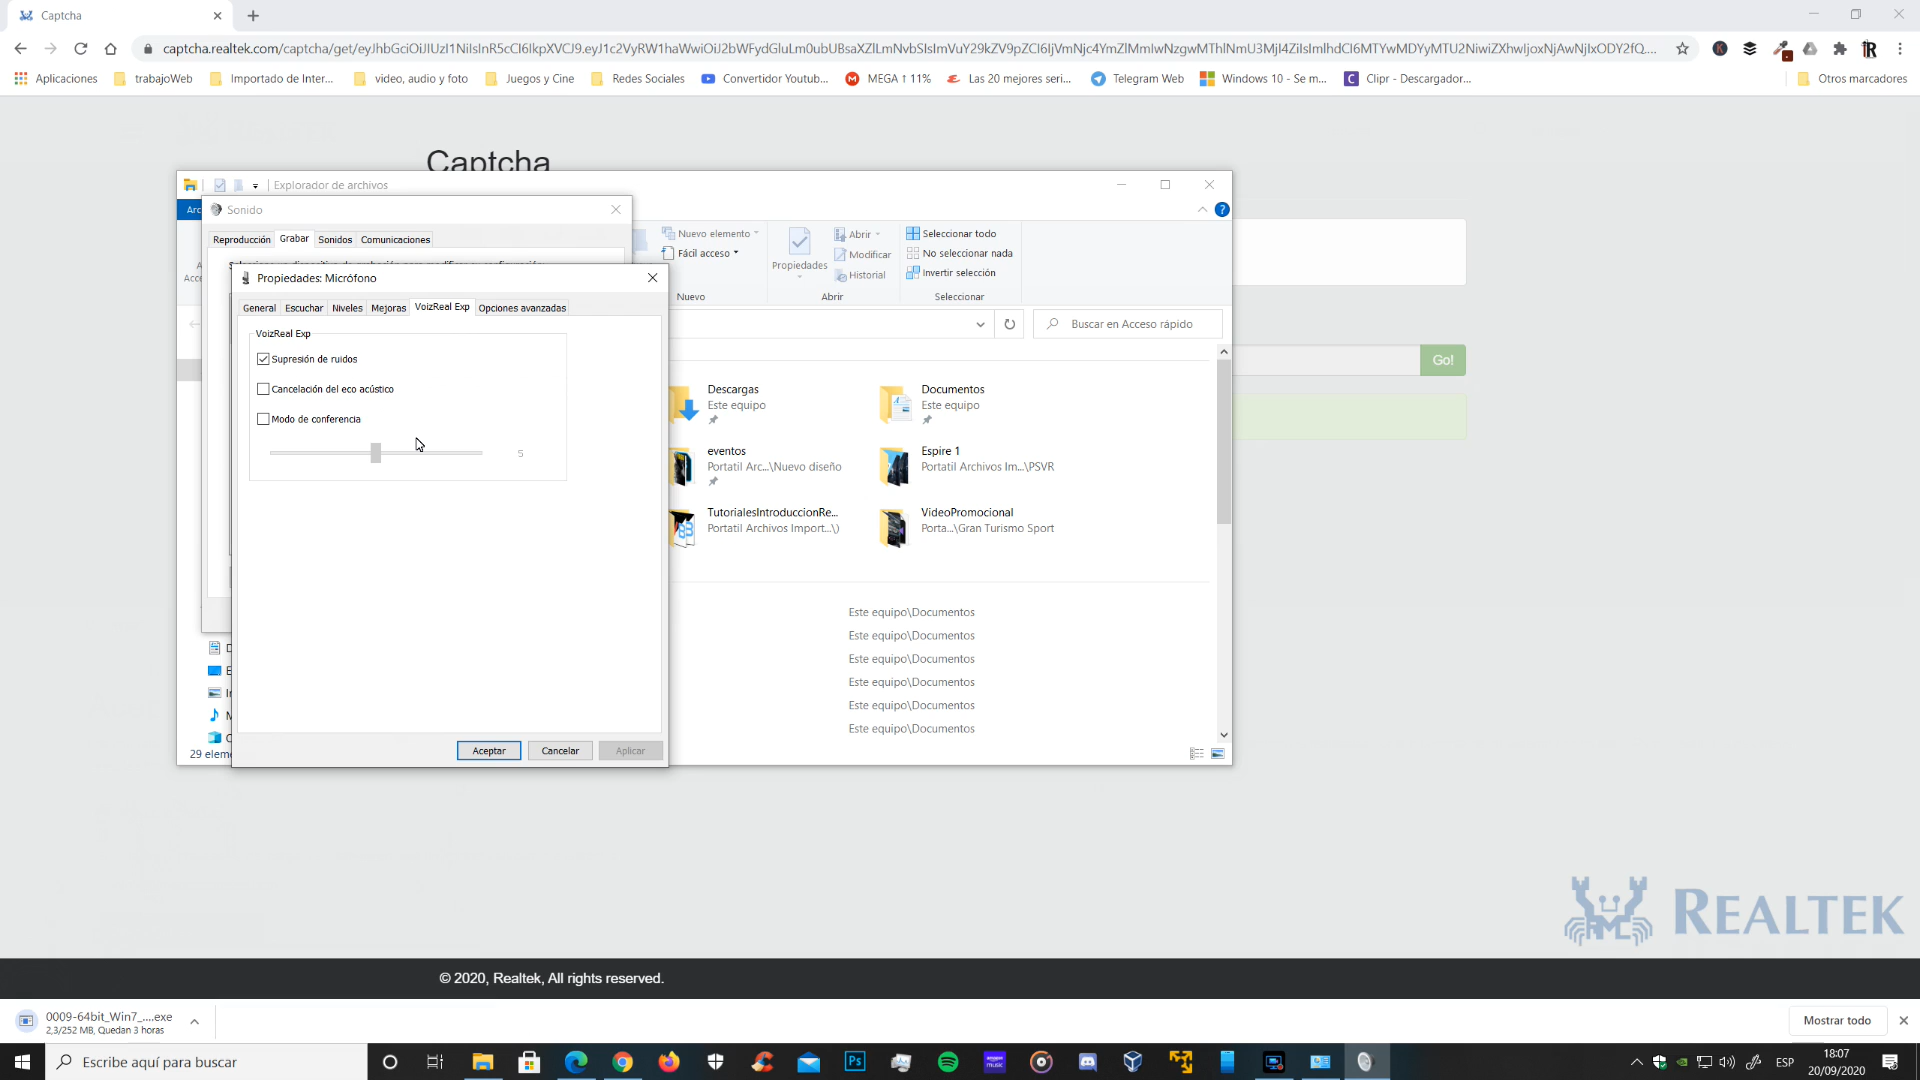 Captcha
captcha.realtek.com/captcha/get/
Aplicaciones
trabajoWeb
Importado de Inter...
video, audio y foto
Juegos y Cine
Redes Sociales
Convertidor Youtub...
MEGA ↑ 11%
Las 20 mejores seri...
Telegram Web
Windows 10 - Se m...
Clipr - Descargador...
Otros marcadores
Captcha
Explorador de archivos
Arc
Sonido
Reproducción
Grabar
Sonidos
Comunicaciones
Nuevo elemento
Fácil acceso
Nuevo
Propiedades
Abrir
Modificar
Historial
Abrir
Seleccionar todo
No seleccionar nada
Invertir selección
Seleccionar
Propiedades: Micrófono
General
Escuchar
Niveles
Mejoras
VoizReal Exp
Opciones avanzadas
VoizReal Exp
Supresión de ruidos
Cancelación del eco acústico
Modo de conferencia
5
Aceptar
Cancelar
Aplicar
Buscar en Acceso rápido
Go!
Descargas
Este equipo
Documentos
Este equipo
eventos
Portatil Arc...\Nuevo diseño
Espire 1
Portatil Archivos Im...\PSVR
TutorialesIntroduccionRe...
Portatil Archivos Import...\)
VideoPromocional
Porta...\Gran Turismo Sport
Este equipo\Documentos
Este equipo\Documentos
Este equipo\Documentos
Este equipo\Documentos
Este equipo\Documentos
Este equipo\Documentos
29 eleme
REALTEK
© 2020, Realtek, All rights reserved.
0009-64bit_Win7_....exe
2,3/252 MB, Quedan 3 horas
Mostrar todo
Escribe aquí para buscar
ESP
18:07
20/09/2020